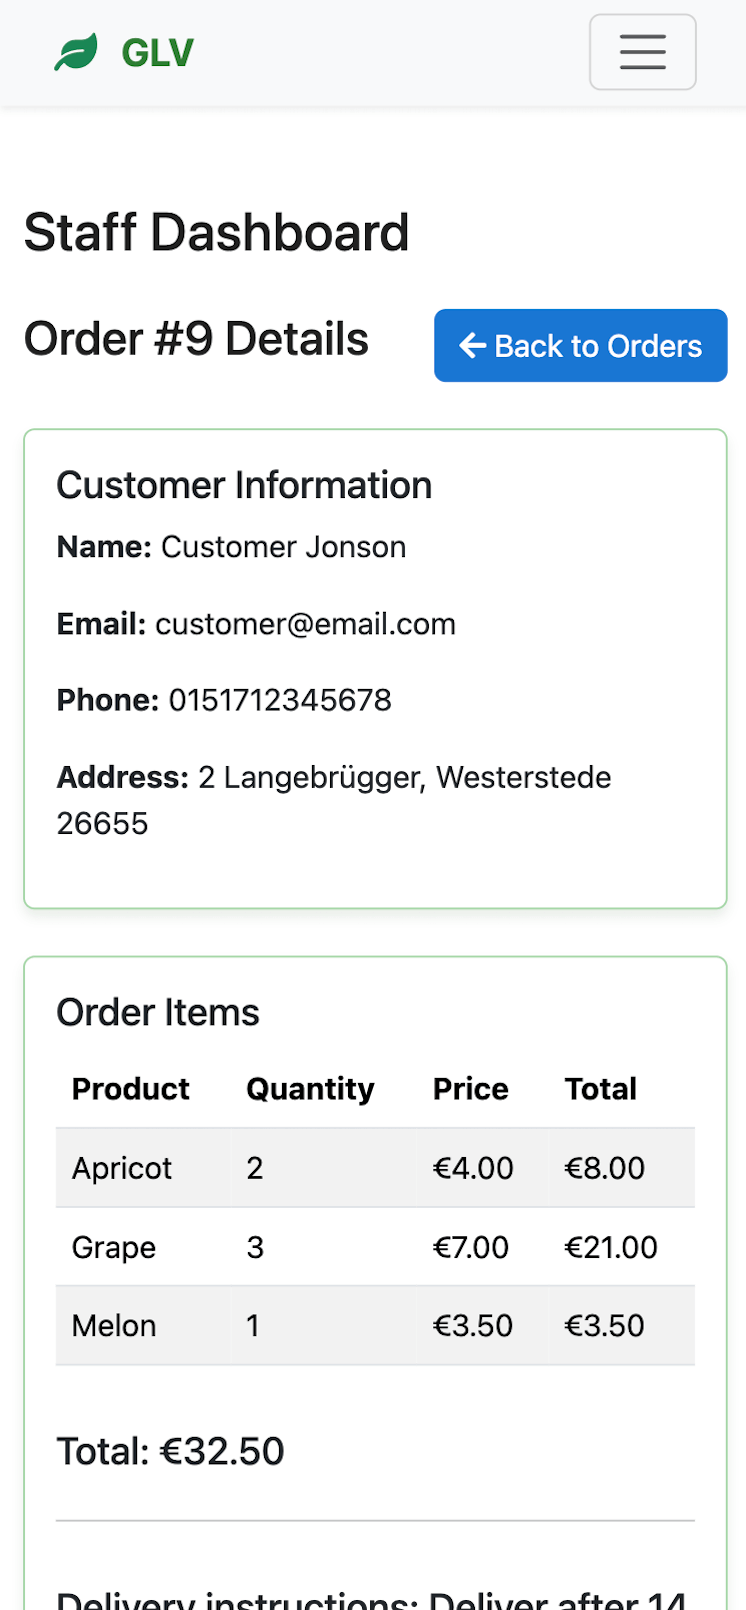 GLV
Staff Dashboard
Order #9 Details
Back to Orders
Customer Information
Name: Customer Jonson
Email: customer@email.com
Phone: 0151712345678
Address: 2 Langebrügger, Westerstede
26655
Order Items
Product Quantity Price Total
Apricot 2 €4.00 €8.00
Grape 3 €7.00 €21.00
Melon 1 €3.50 €3.50
Total: €32.50
Delivery instructions: Deliver after 14